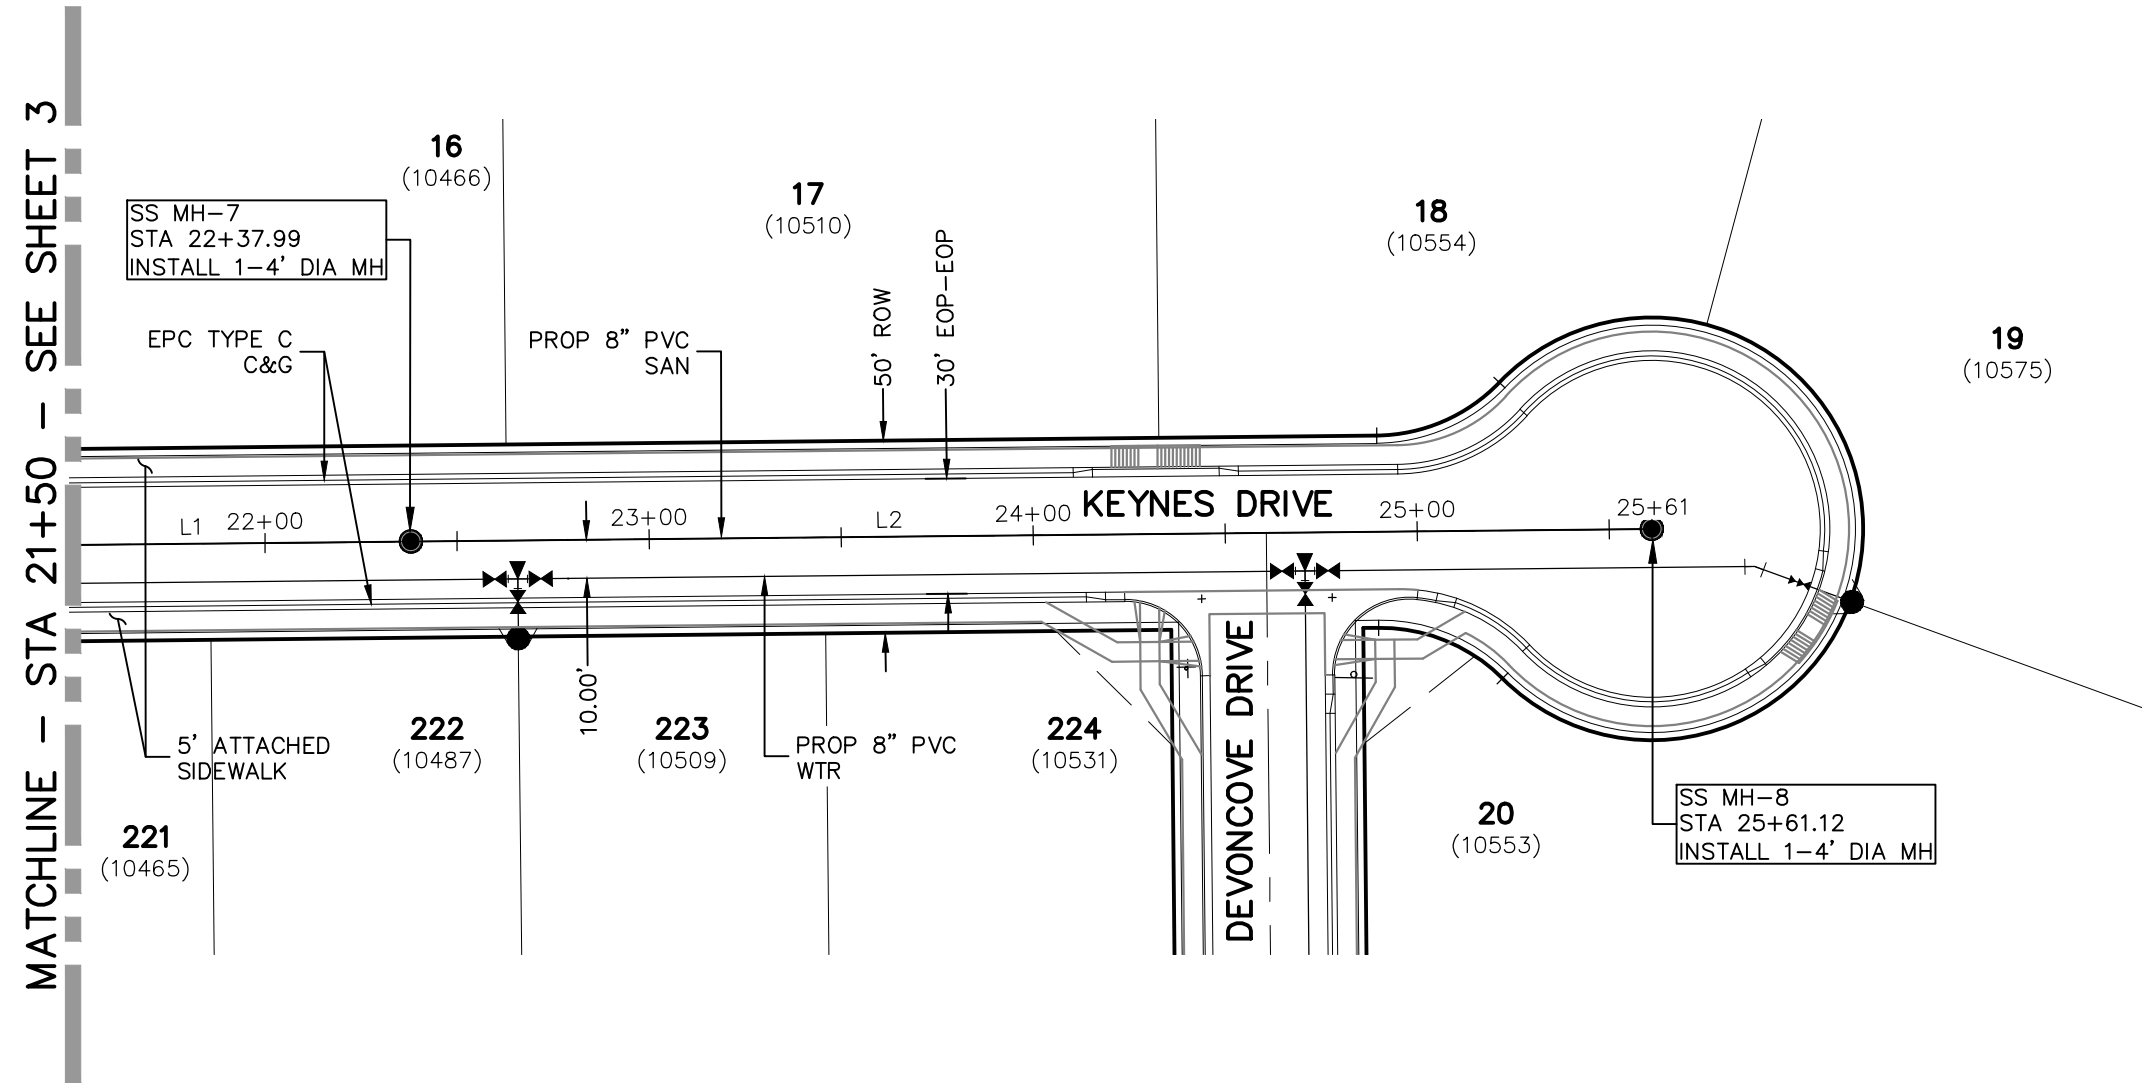 MATCHLINE - STA 21+50 - SEE SHEET 3
16
(10466)
17
(10510)
18
(10554)
19
(10575)
SS MH-7
STA 22+37.99
INSTALL 1-4' DIA MH
EPC TYPE C
C&G
PROP 8" PVC
SAN
50' ROW
30' EOP-EOP
KEYNES DRIVE
L1
22+00
23+00
L2
24+00
25+00
25+61
10.00'
5' ATTACHED
SIDEWALK
222
(10487)
223
(10509)
PROP 8" PVC
WTR
224
(10531)
DEVONCOVE DRIVE
221
(10465)
20
(10553)
SS MH-8
STA 25+61.12
INSTALL 1-4' DIA MH